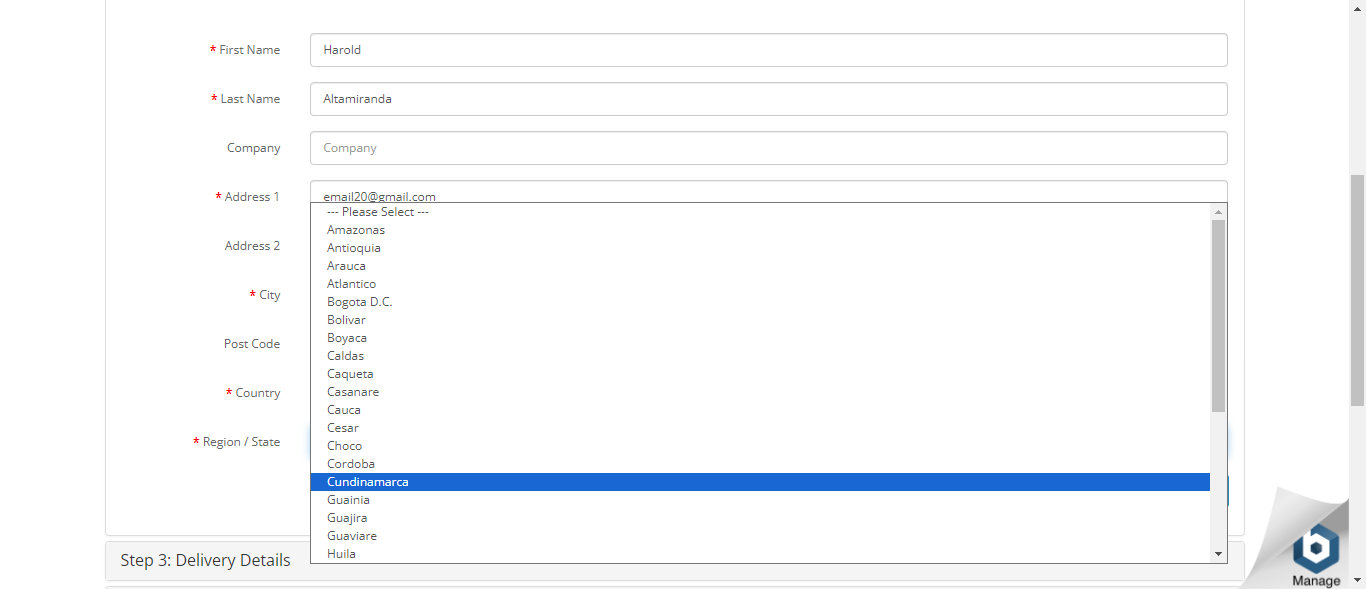 * First Name
Harold
* Last Name
Altamiranda
Company
Company
* Address 1
email20@gmail.com
Address 2
* City
Post Code
* Country
* Region / State
--- Please Select ---
Amazonas
Antioquia
Arauca
Atlantico
Bogota D.C.
Bolivar
Boyaca
Caldas
Caqueta
Casanare
Cauca
Cesar
Choco
Cordoba
Cundinamarca
Guainia
Guajira
Guaviare
Huila
Step 3: Delivery Details
b
Manage